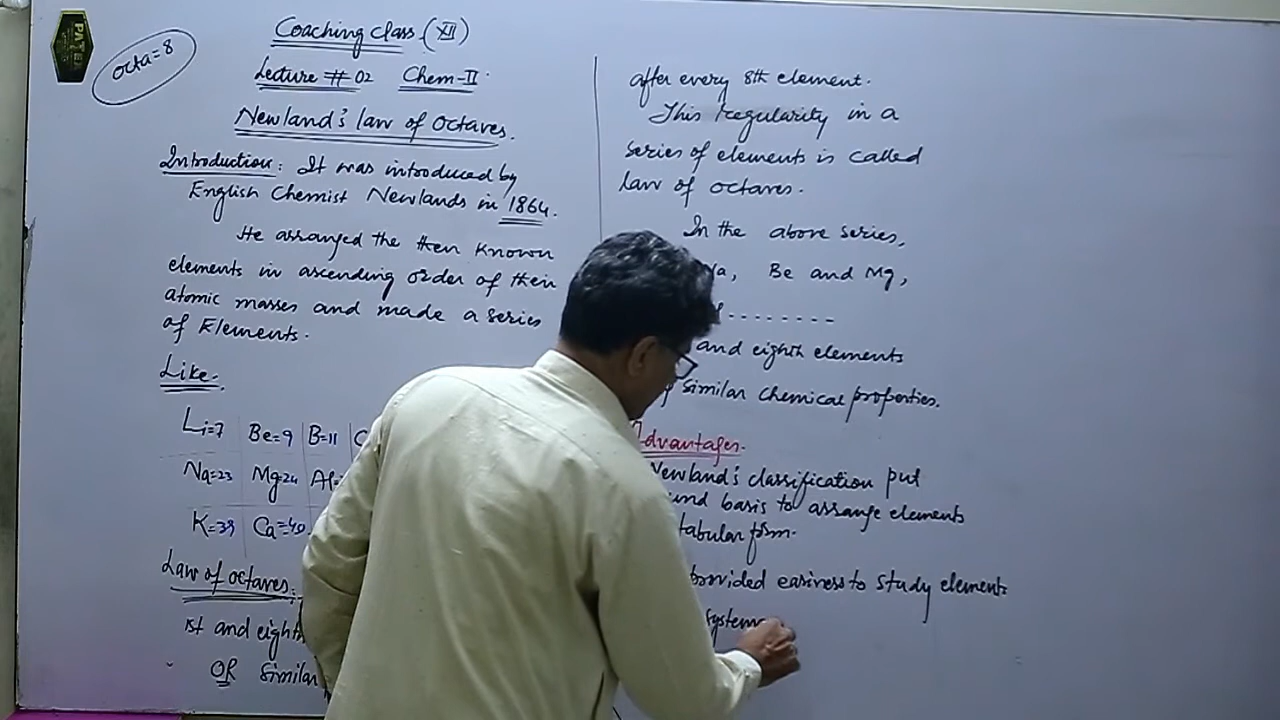 PATEL
octa=8
Coaching class. (XII)
Lecture # 02 Chem-II
Newland's law of Octaves.
Introduction: It was introduced by
English Chemist Newlands in 1864.
He arranged the then known
elements in ascending order of their
atomic masses and made a series
of Elements.
Like:
Li=7 Be=9 B=11 C
Na=23 Mg=24 Al=
K=39 Ca=40
Law of octaves:
1st and eighth
OR Similar
after every 8th element.
This regularity in a
series of elements is called
law of octaves.
In the above series,
Na, Be and Mg,
........
and eighth elements
similar chemical properties.
Advantages.
Newland's classification put
basis to arrange elements
tabular form.
provided easiness to study elements
system